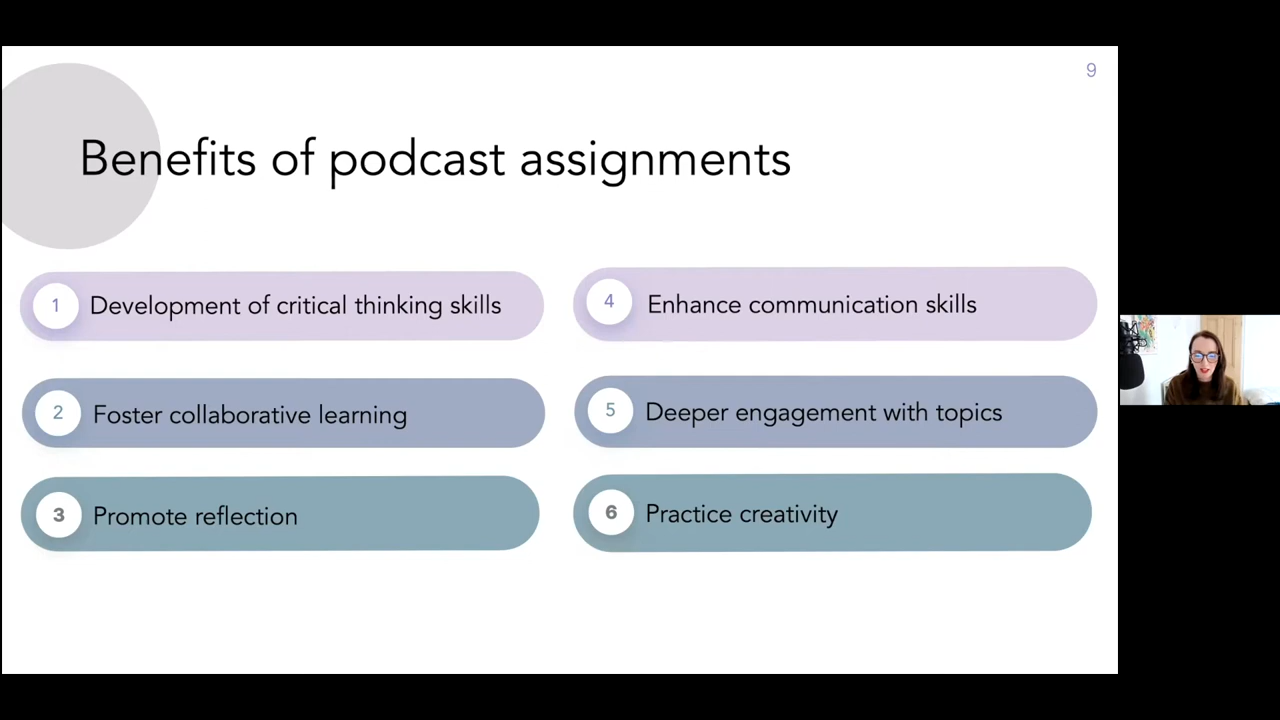 9
Benefits of podcast assignments
1 Development of critical thinking skills
2 Foster collaborative learning
3 Promote reflection
4 Enhance communication skills
5 Deeper engagement with topics
6 Practice creativity